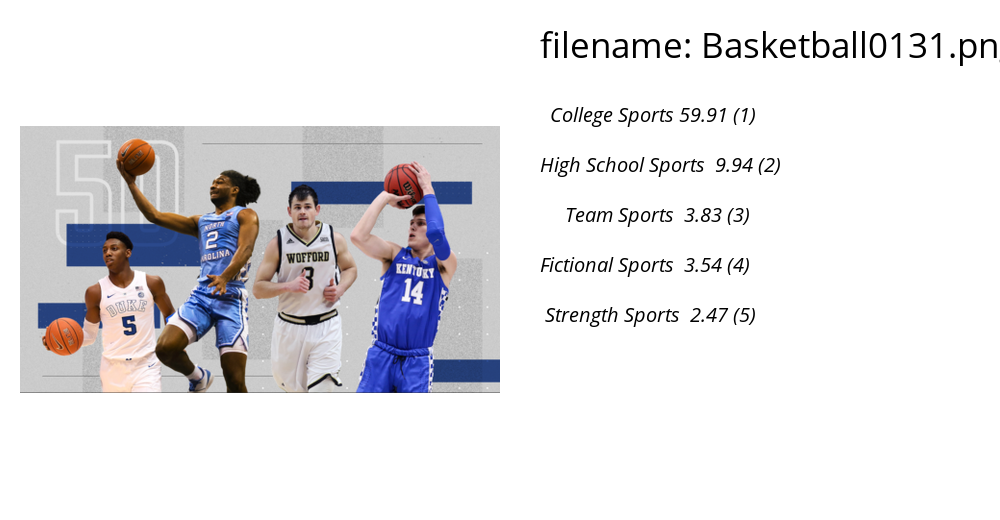 filename: Basketball0131.pn
College Sports 59.91 (1)
High School Sports 9.94 (2)
Team Sports 3.83 (3)
Fictional Sports 3.54 (4)
Strength Sports 2.47 (5)
50
NORTH
2
CAROLINA
WOFFORD
3
KENTUCKY
14
DUKE
5